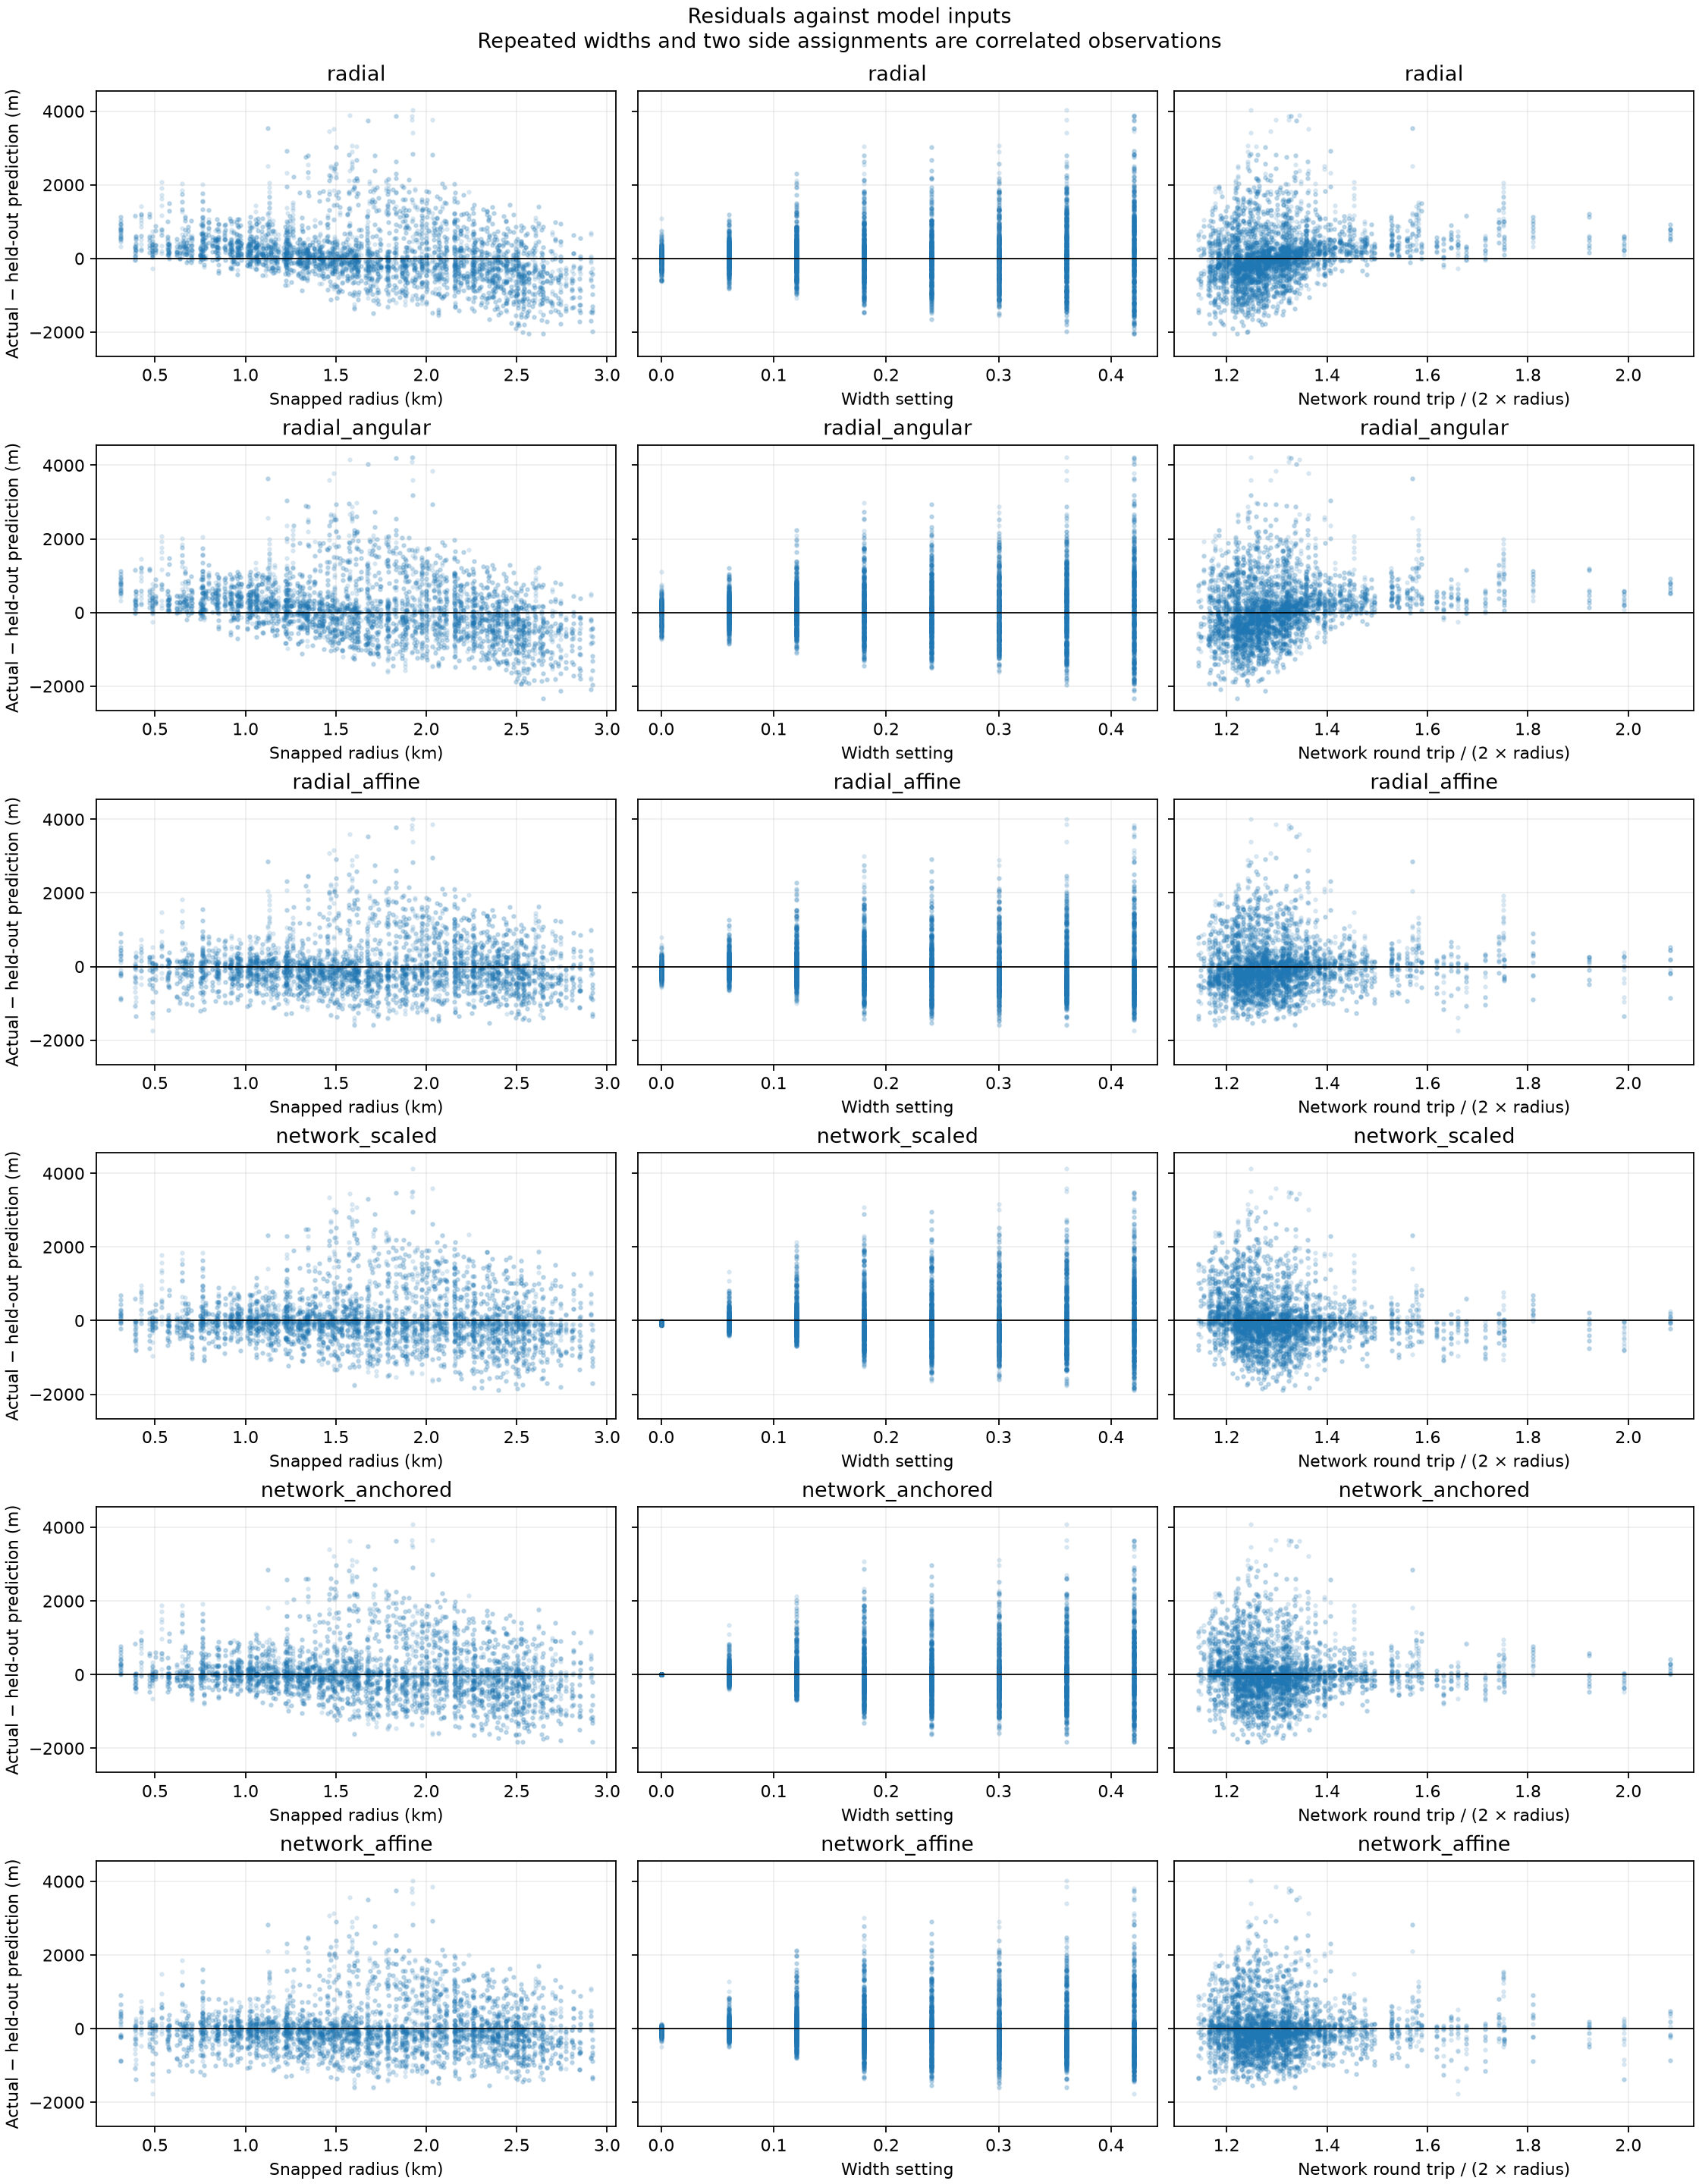 Residuals against model inputs
Repeated widths and two side assignments are correlated observations
radial radial radial
4000
2000
0
−2000
Actual − held-out prediction (m)
0.5 1.0 1.5 2.0 2.5 3.0 0.0 0.1 0.2 0.3 0.4 1.2 1.4 1.6 1.8 2.0
Snapped radius (km) Width setting Network round trip / (2 × radius)
radial_angular radial_angular radial_angular
4000
2000
0
−2000
Actual − held-out prediction (m)
0.5 1.0 1.5 2.0 2.5 3.0 0.0 0.1 0.2 0.3 0.4 1.2 1.4 1.6 1.8 2.0
Snapped radius (km) Width setting Network round trip / (2 × radius)
radial_affine radial_affine radial_affine
4000
2000
0
−2000
Actual − held-out prediction (m)
0.5 1.0 1.5 2.0 2.5 3.0 0.0 0.1 0.2 0.3 0.4 1.2 1.4 1.6 1.8 2.0
Snapped radius (km) Width setting Network round trip / (2 × radius)
network_scaled network_scaled network_scaled
4000
2000
0
−2000
Actual − held-out prediction (m)
0.5 1.0 1.5 2.0 2.5 3.0 0.0 0.1 0.2 0.3 0.4 1.2 1.4 1.6 1.8 2.0
Snapped radius (km) Width setting Network round trip / (2 × radius)
network_anchored network_anchored network_anchored
4000
2000
0
−2000
Actual − held-out prediction (m)
0.5 1.0 1.5 2.0 2.5 3.0 0.0 0.1 0.2 0.3 0.4 1.2 1.4 1.6 1.8 2.0
Snapped radius (km) Width setting Network round trip / (2 × radius)
network_affine network_affine network_affine
4000
2000
0
−2000
Actual − held-out prediction (m)
0.5 1.0 1.5 2.0 2.5 3.0 0.0 0.1 0.2 0.3 0.4 1.2 1.4 1.6 1.8 2.0
Snapped radius (km) Width setting Network round trip / (2 × radius)